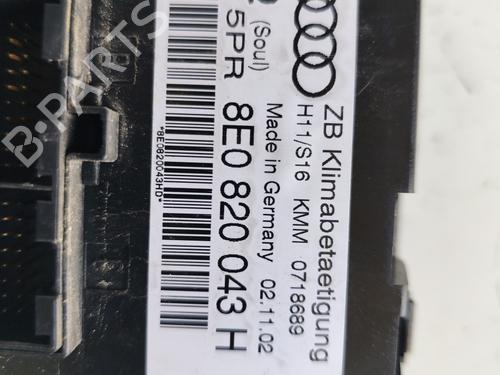 ZB Klimabetaetigung
H11/S16 KMM 0718689
(Soul) Made in Germany 02.11.02
5PR 8E0 820 043 H
*8E0820043HD*
B-PARTS